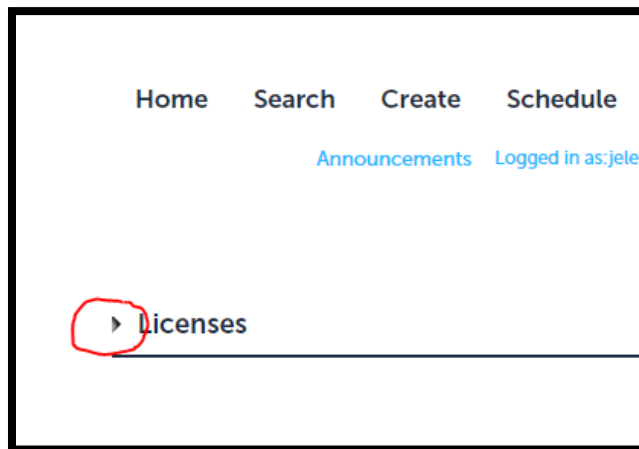 Home Search Create Schedule
Announcements Logged in as:jele
Licenses